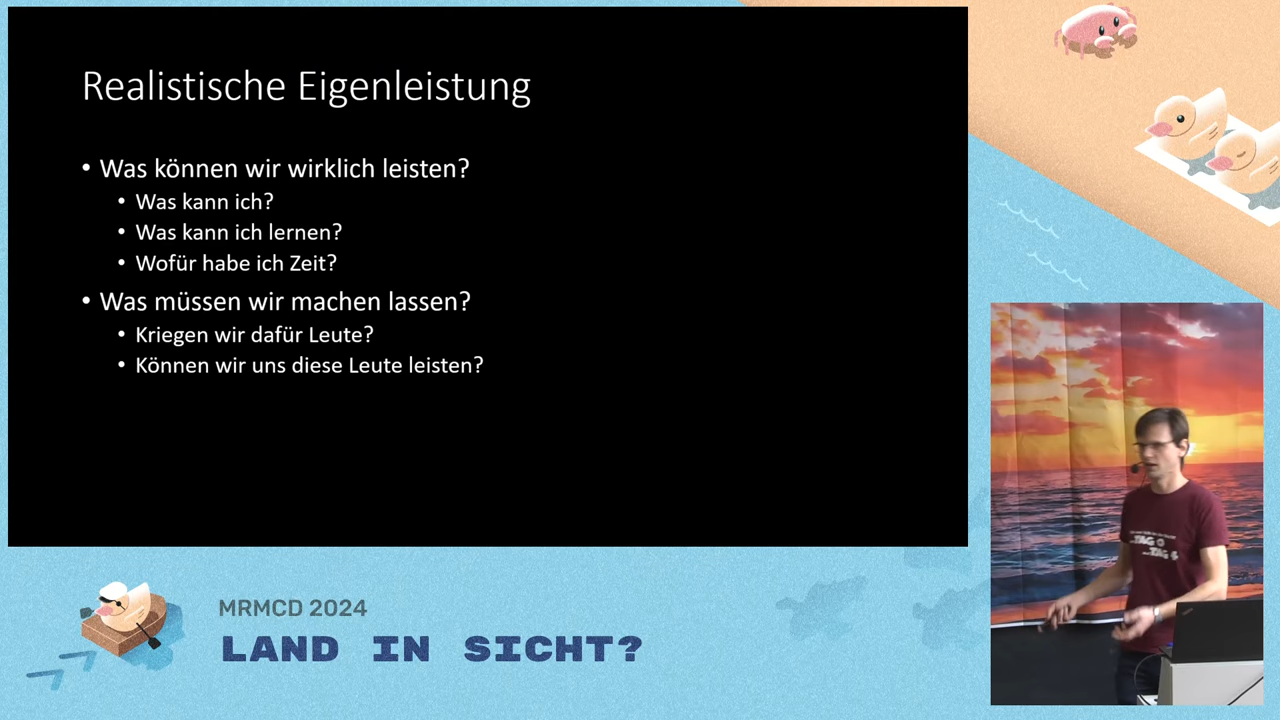 Realistische Eigenleistung
• Was können wir wirklich leisten?
• Was kann ich?
• Was kann ich lernen?
• Wofür habe ich Zeit?
• Was müssen wir machen lassen?
• Kriegen wir dafür Leute?
• Können wir uns diese Leute leisten?
MRMCD 2024
LAND IN SICHT?